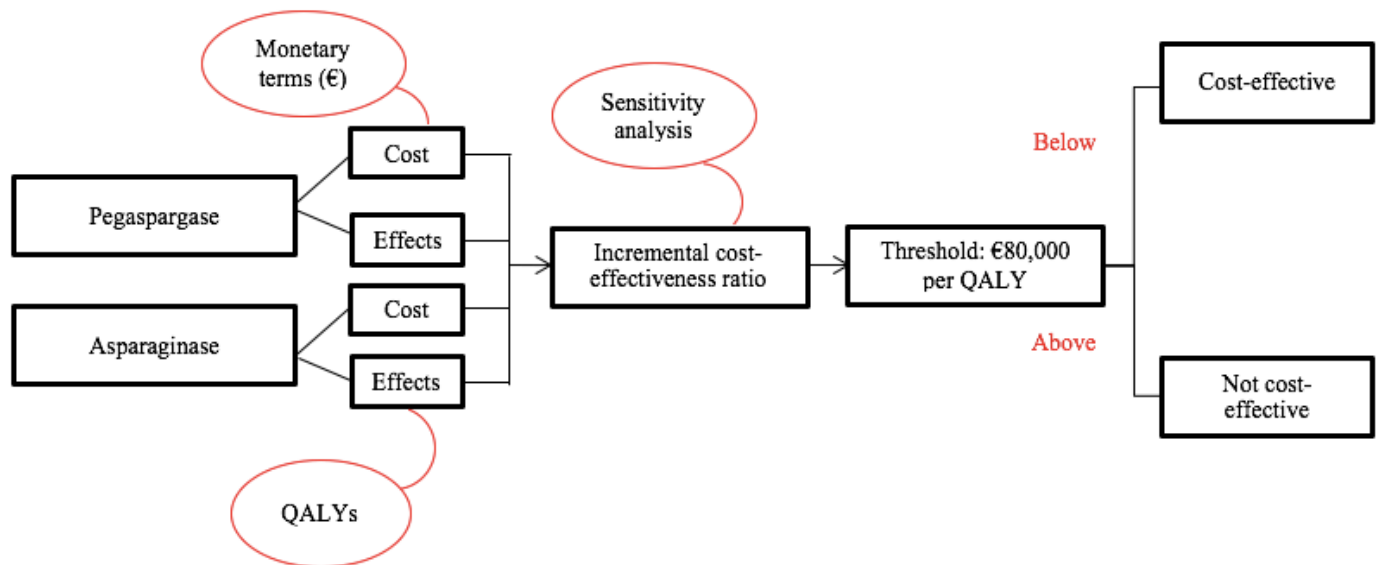 Monetary
terms (€)
Sensitivity
analysis
Cost-effective
Below
Cost
Pegaspargase
Effects
Incremental cost-
effectiveness ratio
Threshold: €80,000
per QALY
Cost
Asparaginase
Above
Effects
Not cost-
effective
QALYs